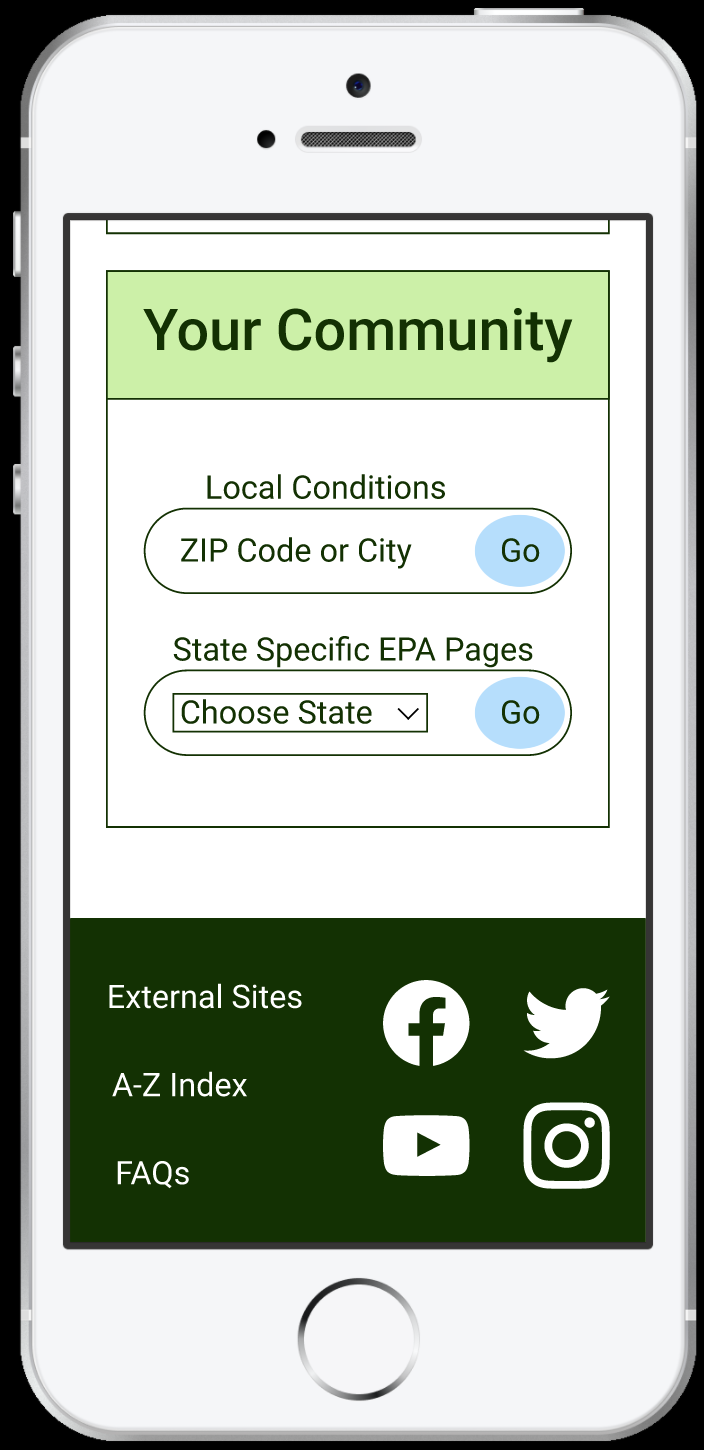 Your Community
Local Conditions
ZIP Code or City
Go
State Specific EPA Pages
Choose State
Go
External Sites
A-Z Index
FAQs